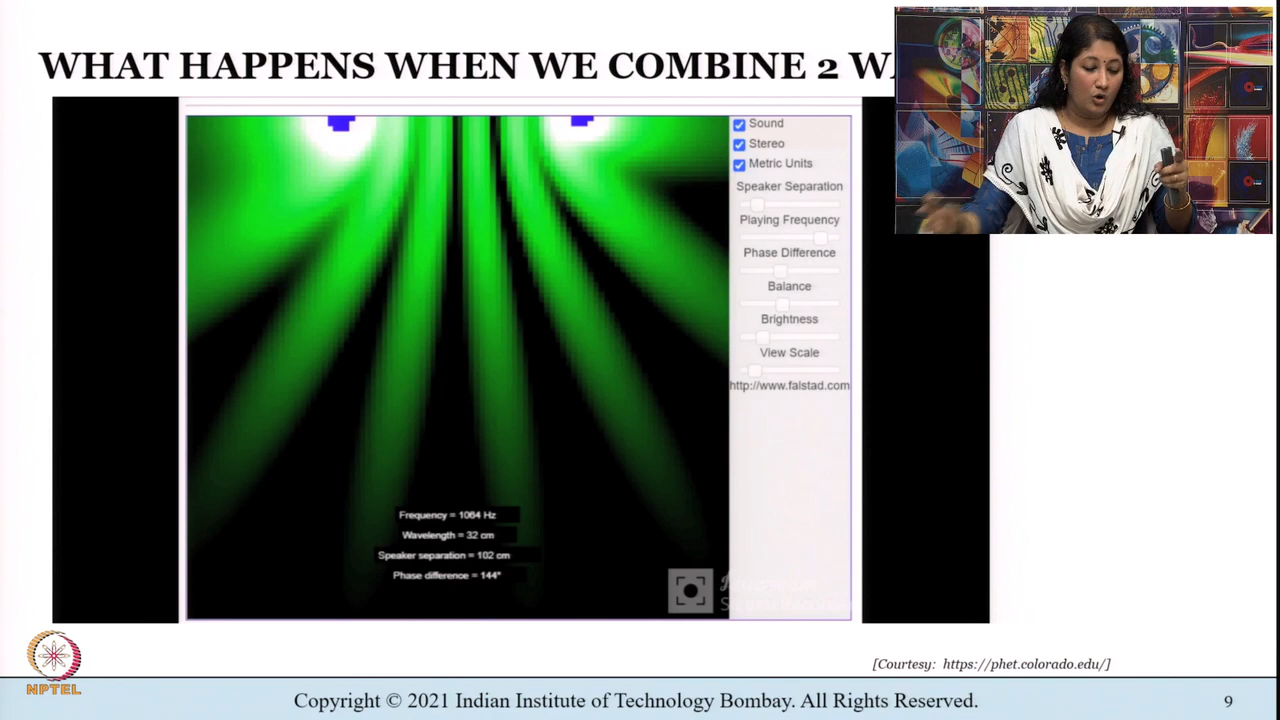 WHAT HAPPENS WHEN WE COMBINE 2
Sound
Stereo
Metric Units
Speaker Separation
Playing Frequency
Phase Difference
Balance
Brightness
View Scale
http://www.falstad.com
Frequency = 1064 Hz
Wavelength = 32 cm
Speaker separation = 102 cm
Phase difference = 144°
[Courtesy: https://phet.colorado.edu/]
NPTEL
Copyright © 2021 Indian Institute of Technology Bombay. All Rights Reserved.
9